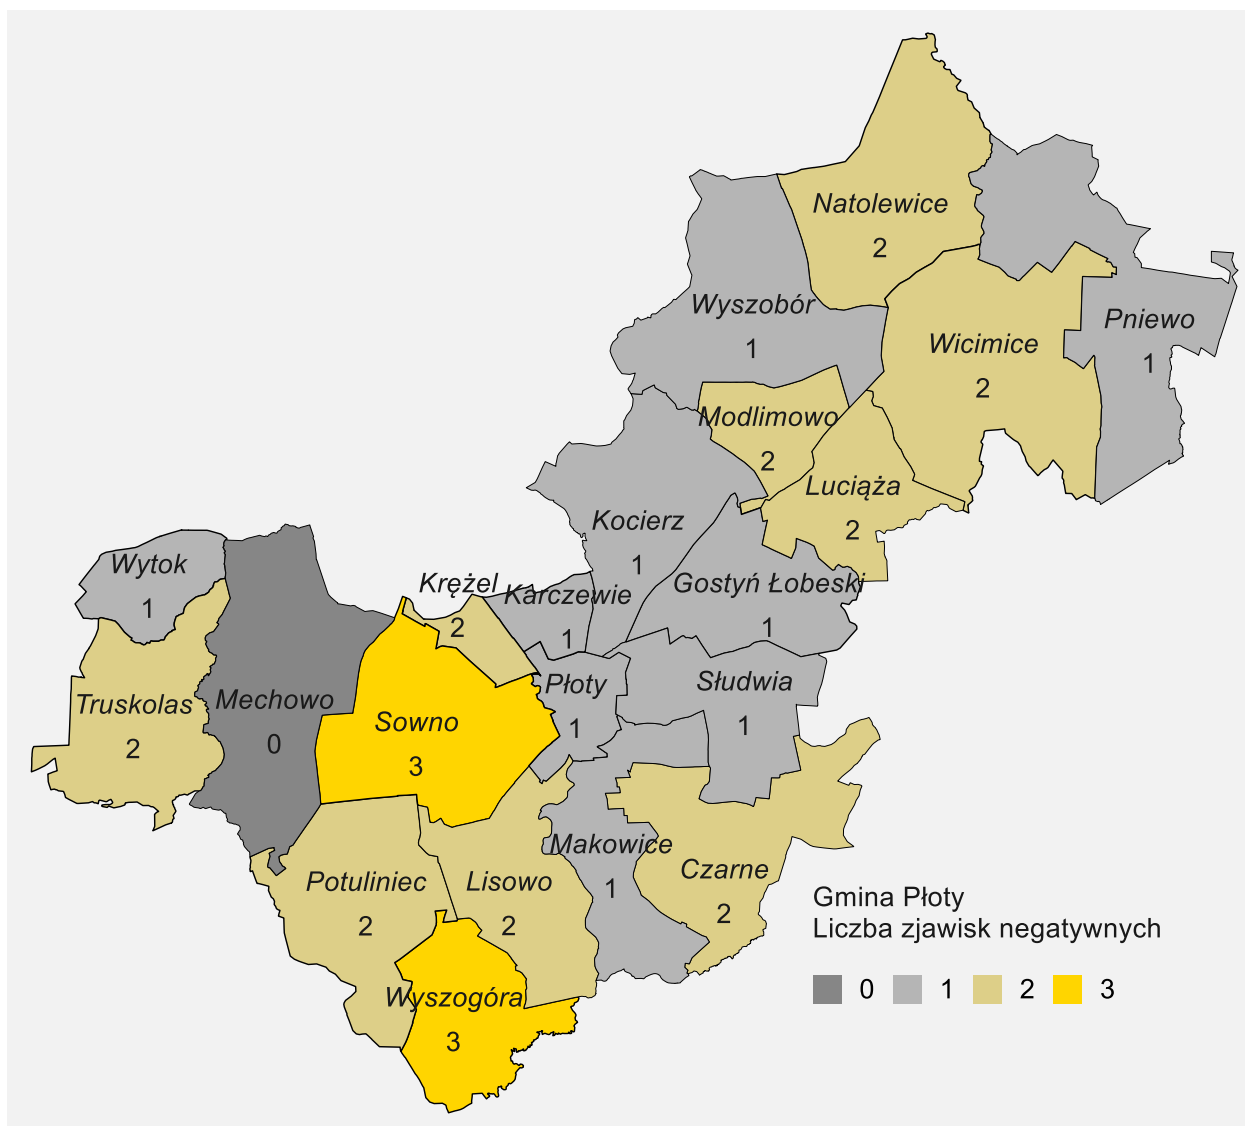 Natolewice
2
Wyszobór
1
Pniewo
1
Wicimice
2
Modlimowo
2
Luciąża
2
Kocierz
1
Wytok
1
Krężel
2
Karczewie
1
Gostyń Łobeski
1
Truskolas
2
Mechowo
0
Sowno
3
Płoty
1
Słudwia
1
Makowice
1
Czarne
2
Potuliniec
2
Lisowo
2
Wyszogóra
3
Gmina Płoty
Liczba zjawisk negatywnych
0 1 2 3